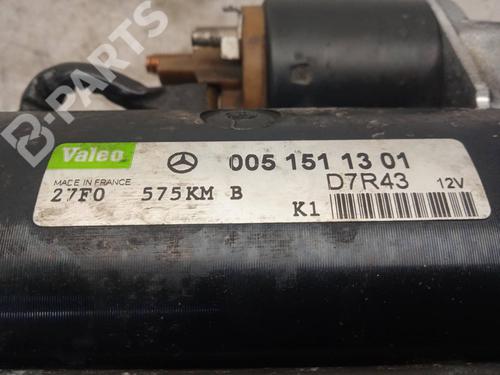 B-PARTS
Valeo 005 151 13 01
MADE IN FRANCE D7R43 12V
27F0 575KM B K1